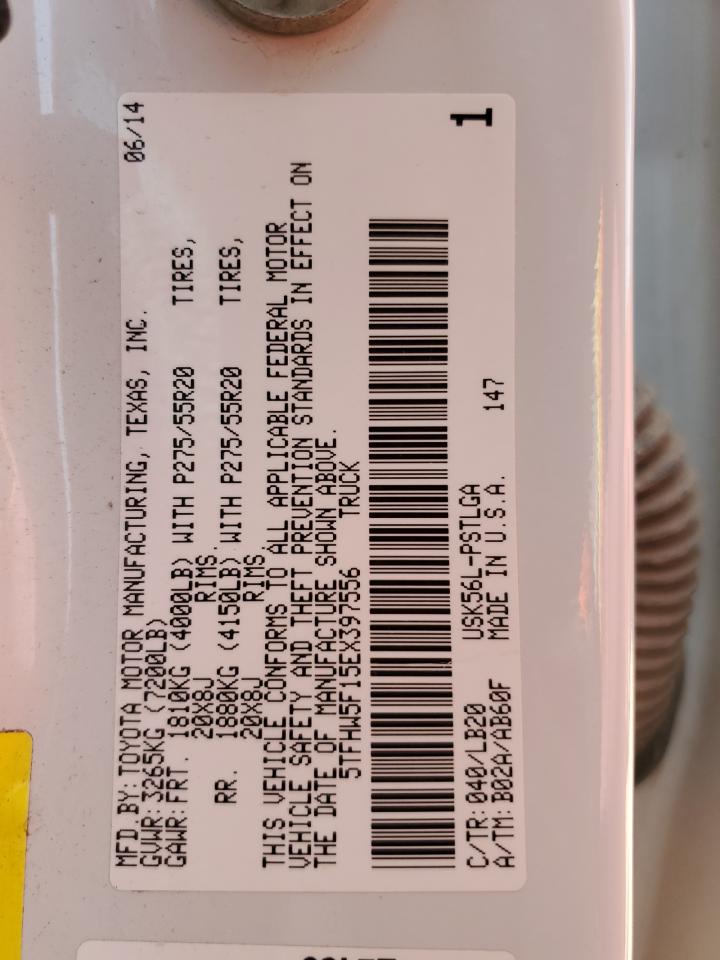 MFD.BY: TOYOTA MOTOR MANUFACTURING, TEXAS, INC. 06/14
GVWR: 3265KG (7200LB)
GAWR: FRT. 1810KG (4000LB) WITH P275/55R20 TIRES,
20X8J RIMS.
RR. 1880KG (4150LB) WITH P275/55R20 TIRES,
20X8J RIMS.
THIS VEHICLE CONFORMS TO ALL APPLICABLE FEDERAL MOTOR
VEHICLE SAFETY AND THEFT PREVENTION STANDARDS IN EFFECT ON
THE DATE OF MANUFACTURE SHOWN ABOVE.
5TFHW5F15EX397556 TRUCK
C/TR: 040/LB20 USK56L-PSTLGA
A/TM: B02A/AB60F MADE IN U.S.A. 147
1